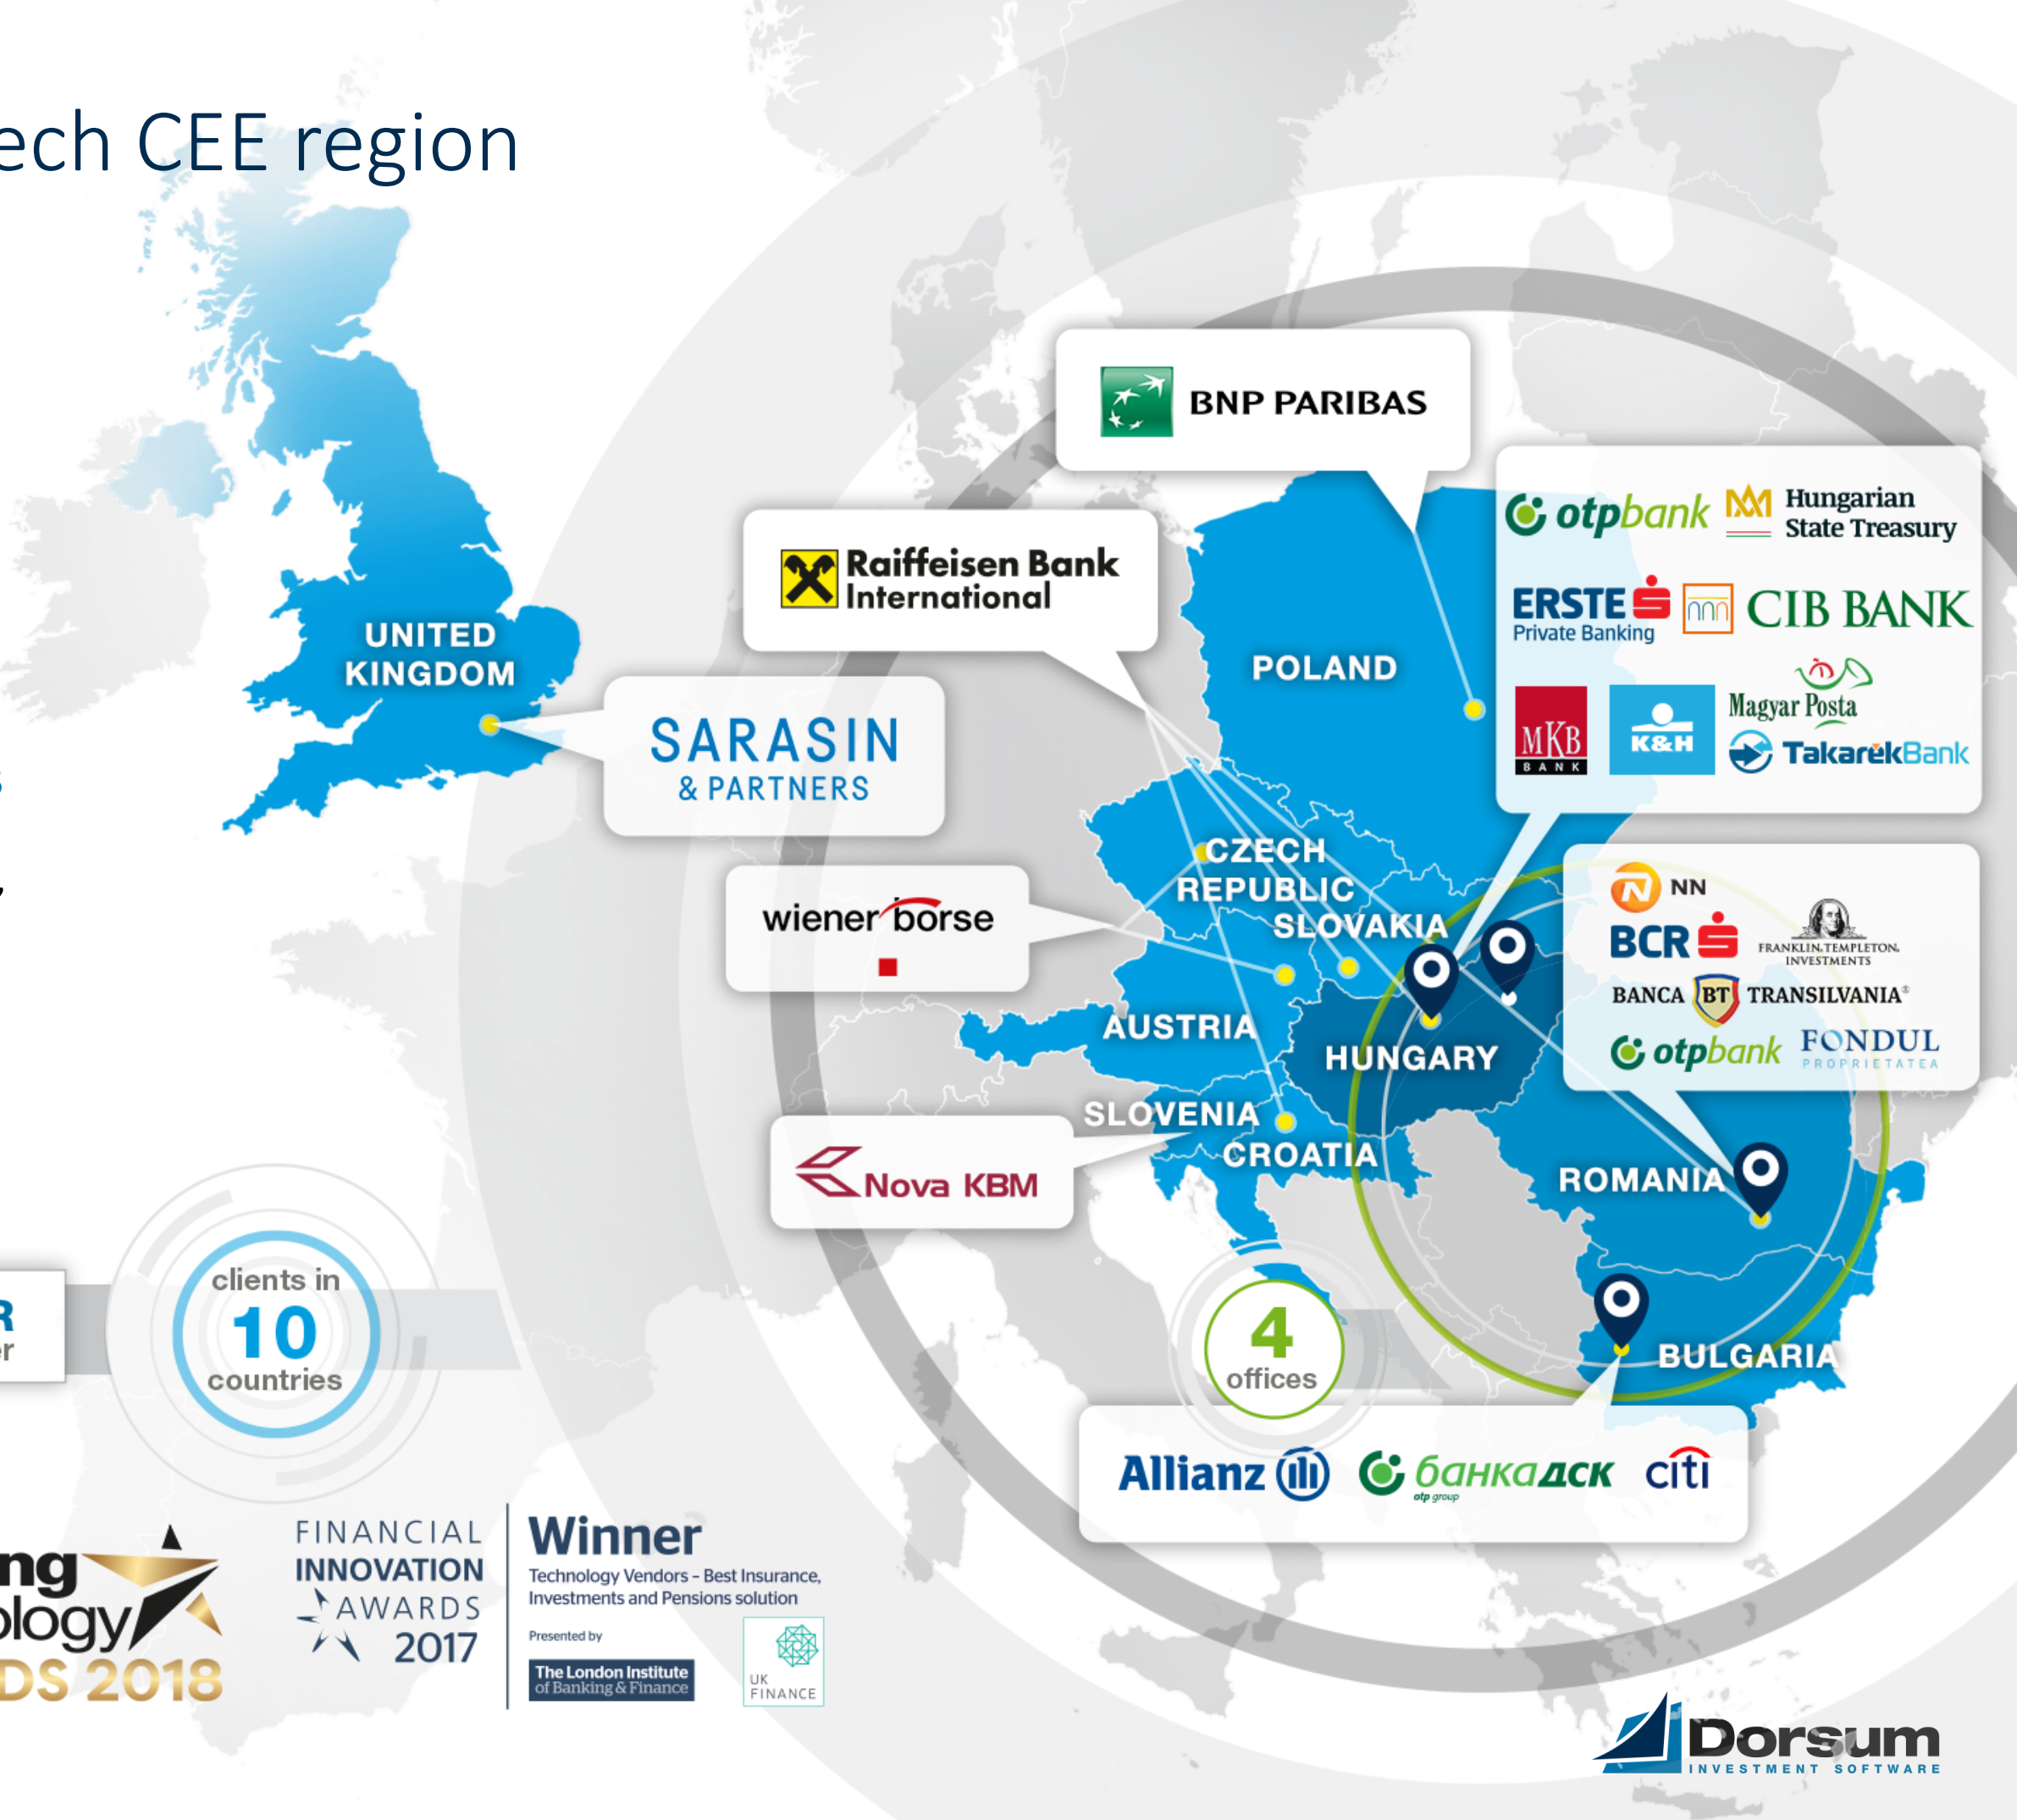 ech CEE region
BNP PARIBAS
otpbank
Hungarian
State Treasury
Raiffeisen Bank
International
ERSTE
Private Banking
CIB BANK
UNITED
KINGDOM
POLAND
MKB
BANK
K&H
Magyar Posta
TakarékBank
SARASIN
& PARTNERS
CZECH
REPUBLIC
SLOVAKIA
wiener börse
NN
BCR
FRANKLIN TEMPLETON
INVESTMENTS
BANCA BT TRANSILVANIA®
otpbank
FONDUL
PROPRIETATEA
AUSTRIA
HUNGARY
SLOVENIA
CROATIA
Nova KBM
ROMANIA
clients in
10
countries
4
offices
BULGARIA
Allianz
банкадск
otp group
citi
ng
ology
DS 2018
FINANCIAL
INNOVATION
AWARDS
2017
Winner
Technology Vendors – Best Insurance,
Investments and Pensions solution
Presented by
The London Institute
of Banking & Finance
UK
FINANCE
Dorsum
INVESTMENT SOFTWARE